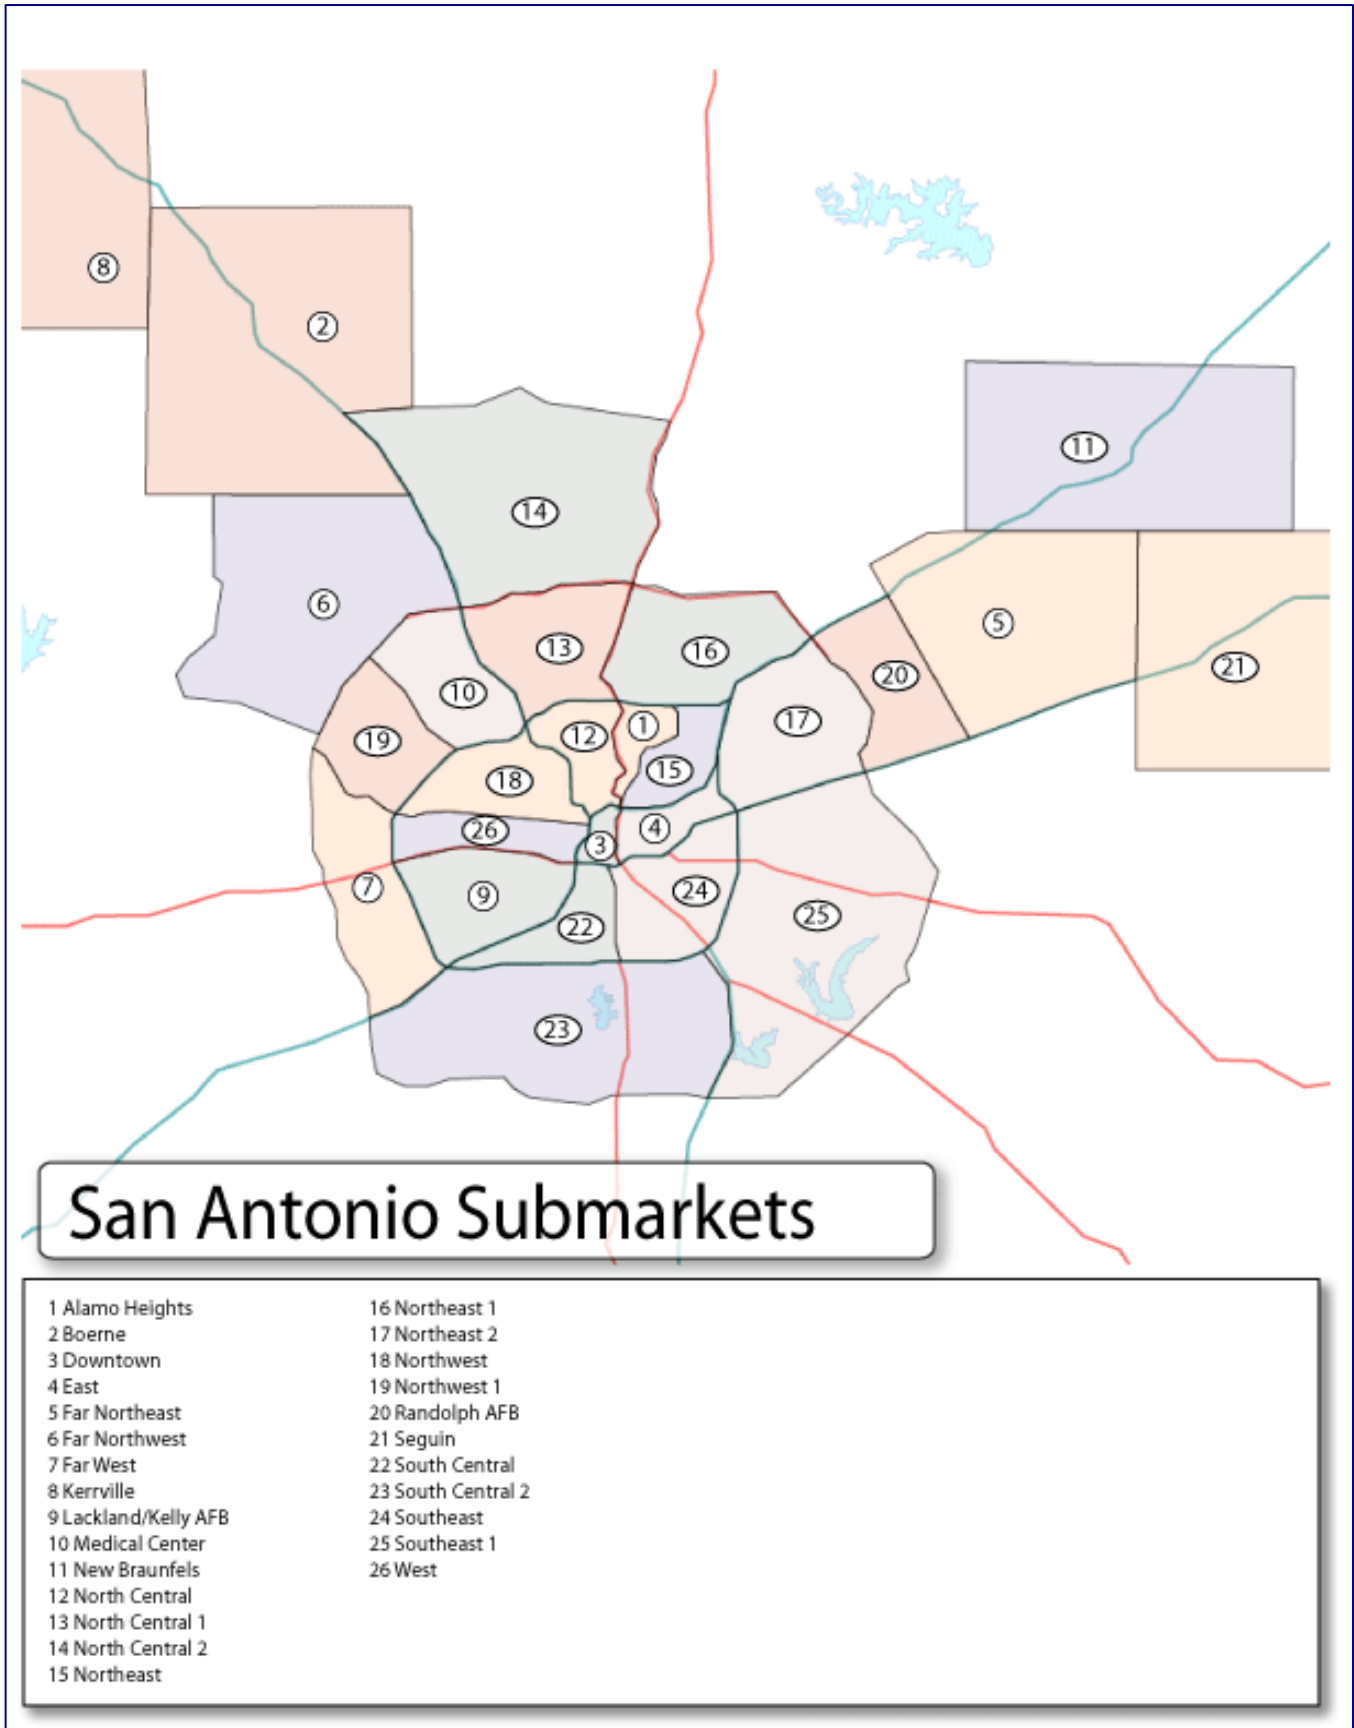 8
2
11
14
6
5
13
16
21
20
10
17
1
12
19
15
18
4
26
3
7
24
9
25
22
23
San Antonio Submarkets
1 Alamo Heights
2 Boerne
3 Downtown
4 East
5 Far Northeast
6 Far Northwest
7 Far West
8 Kerrville
9 Lackland/Kelly AFB
10 Medical Center
11 New Braunfels
12 North Central
13 North Central 1
14 North Central 2
15 Northeast
16 Northeast 1
17 Northeast 2
18 Northwest
19 Northwest 1
20 Randolph AFB
21 Seguin
22 South Central
23 South Central 2
24 Southeast
25 Southeast 1
26 West